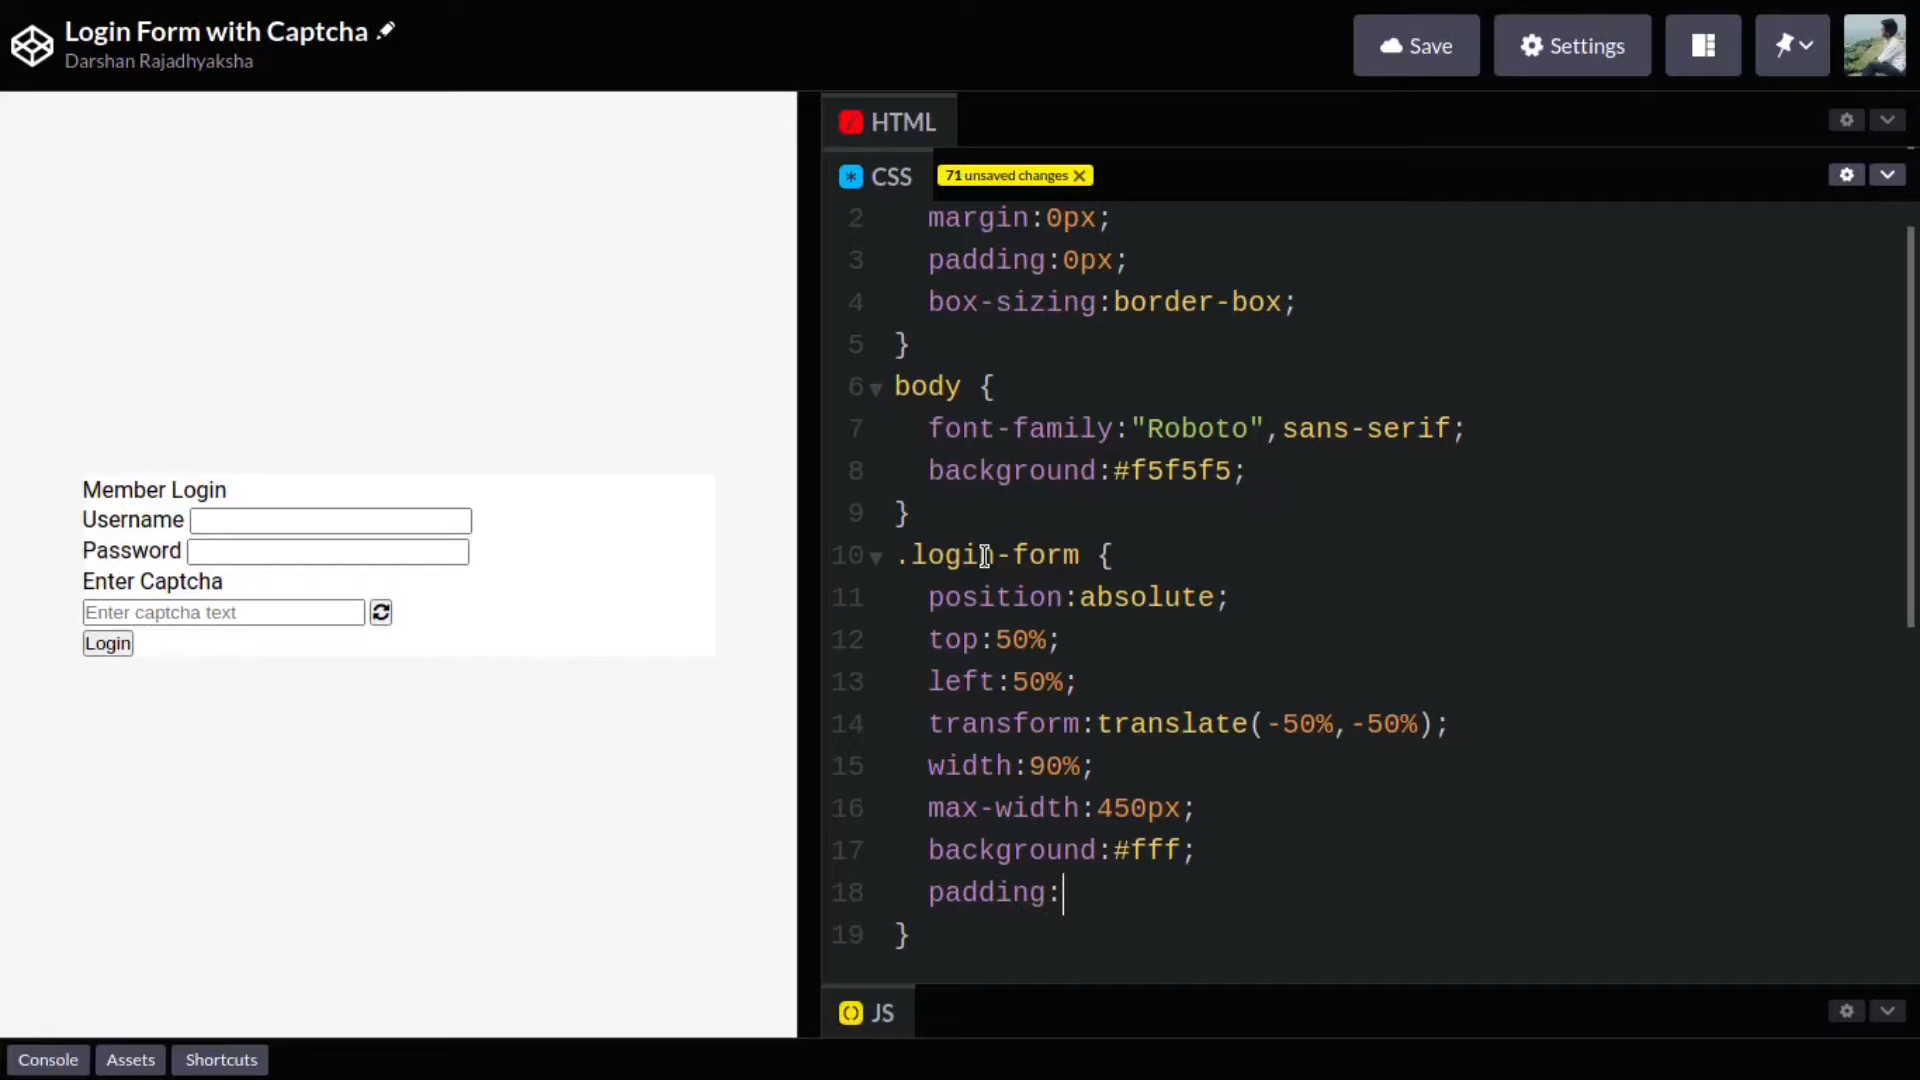 Login Form with Captcha
Darshan Rajadhyaksha
Save
Settings
Member Login
Username
Password
Enter Captcha
Enter captcha text
Login
HTML
CSS
71 unsaved changes
2 margin:0px;
3 padding:0px;
4 box-sizing:border-box;
5 }
6 body {
7 font-family:"Roboto",sans-serif;
8 background:#f5f5f5;
9 }
10 .login-form {
11 position:absolute;
12 top:50%;
13 left:50%;
14 transform:translate(-50%,-50%);
15 width:90%;
16 max-width:450px;
17 background:#fff;
18 padding:
19 }
JS
Console
Assets
Shortcuts